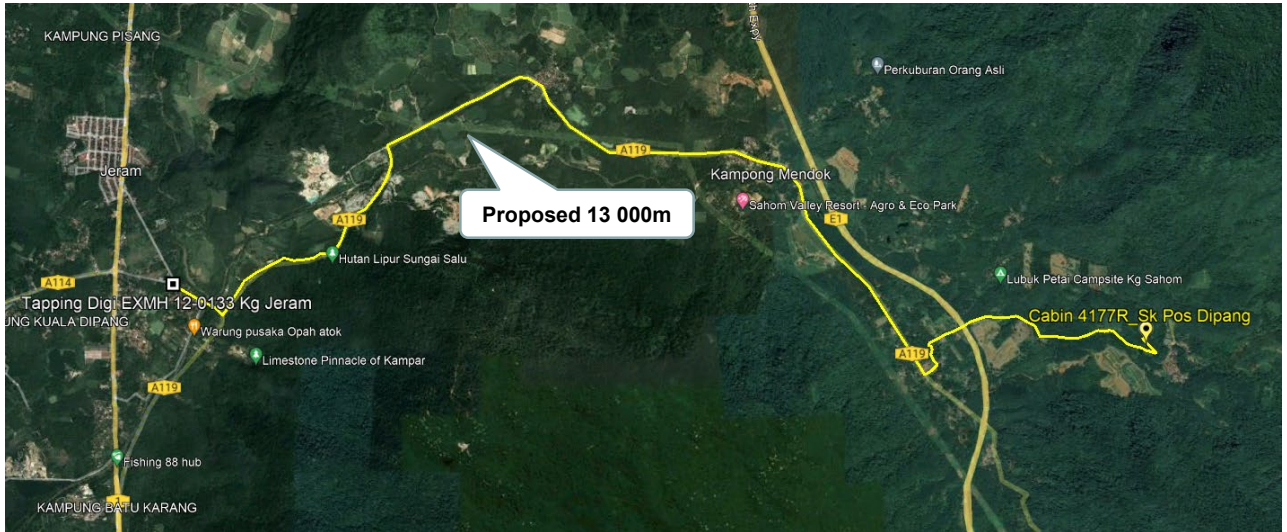 KAMPUNG PISANG
Perkuburan Orang Asli
A119
Jeram
Kampong Mendok
Proposed 13 000m
Sahom Valley Resort - Agro & Eco Park
A119
E1
Hutan Lipur Sungai Salu
Lubuk Petai Campsite Kg Sahom
A114
Tapping Digi EXMH 12-0133 Kg Jeram
Cabin 4177R_Sk Pos Dipang
UNG KUALA DIPANG
Warung pusaka Opah atok
A119
Limestone Pinnacle of Kampar
A119
Fishing 88 hub
1
KAMPUNG BATU KARANG